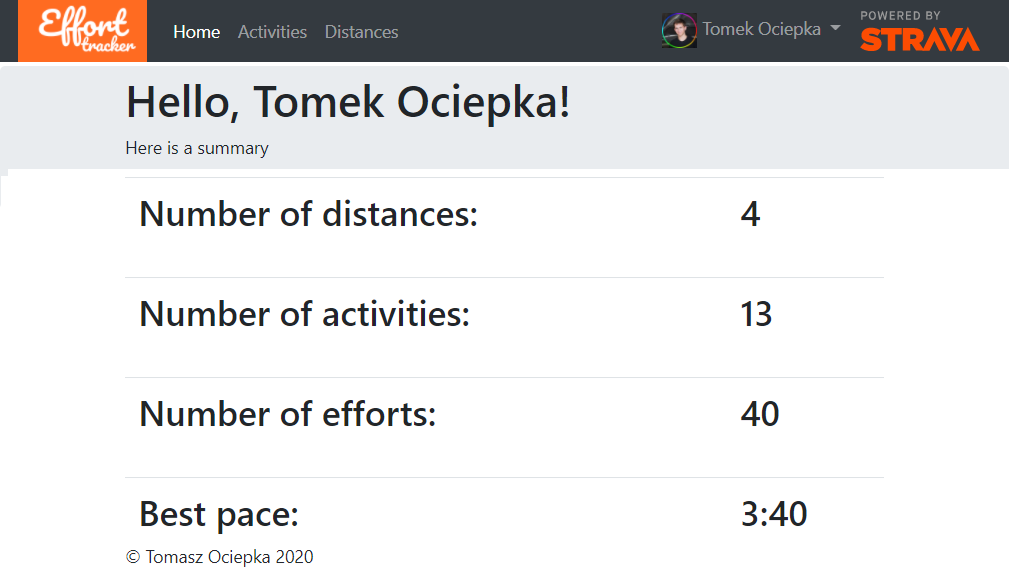 Effort
tracker
Home Activities Distances
Tomek Ociepka
POWERED BY
STRAVA
Hello, Tomek Ociepka!
Here is a summary
Number of distances: 4
Number of activities: 13
Number of efforts: 40
Best pace: 3:40
© Tomasz Ociepka 2020